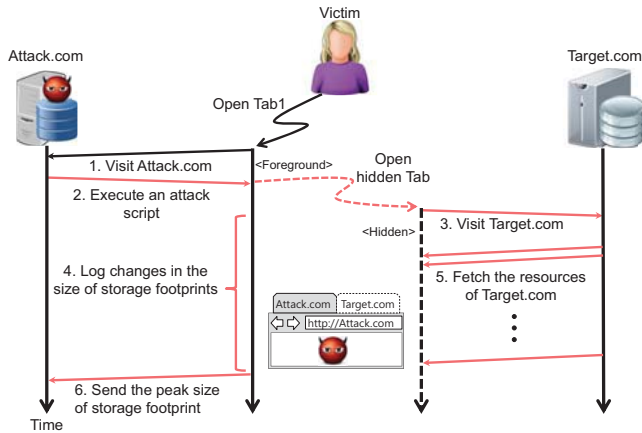 Victim
Attack.com
Target.com
Open Tab1
1. Visit Attack.com
<Foreground>
Open
hidden Tab
2. Execute an attack
script
3. Visit Target.com
<Hidden>
4. Log changes in the
size of storage footprints
5. Fetch the resources
of Target.com
Attack.com
Target.com
http://Attack.com
6. Send the peak size
of storage footprint
Time